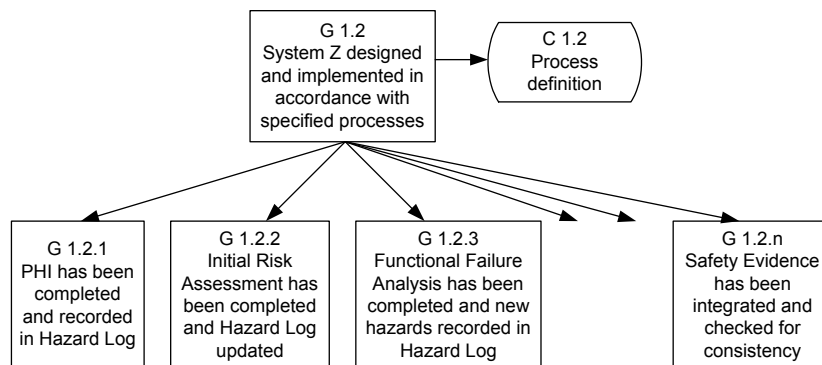 G 1.2
System Z designed
and implemented in
accordance with
specified processes
C 1.2
Process
definition
G 1.2.1
PHI has been
completed
and recorded
in Hazard Log
G 1.2.2
Initial Risk
Assessment has
been completed
and Hazard Log
updated
G 1.2.3
Functional Failure
Analysis has been
completed and new
hazards recorded in
Hazard Log
G 1.2.n
Safety Evidence
has been
integrated and
checked for
consistency